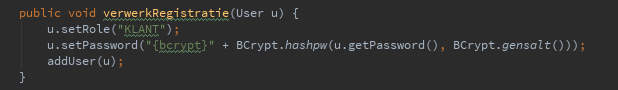 public void verwerkRegistratie(User u) {
    u.setRole("KLANT");
    u.setPassword("{bcrypt}" + BCrypt.hashpw(u.getPassword(), BCrypt.gensalt()));
    addUser(u);
}